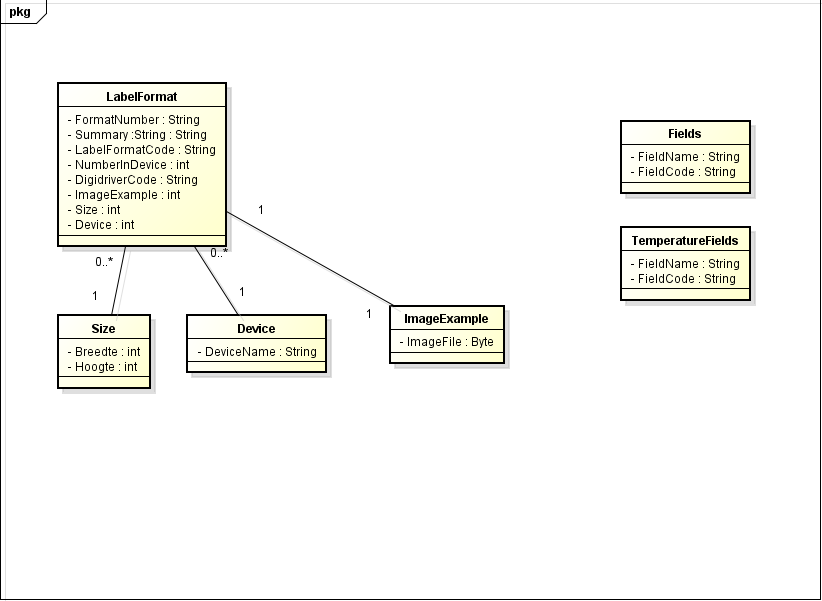 pkg
LabelFormat
- FormatNumber : String
- Summary :String : String
- LabelFormatCode : String
- NumberInDevice : int
- DigidriverCode : String
- ImageExample : int
- Size : int
- Device : int
Fields
- FieldName : String
- FieldCode : String
TemperatureFields
- FieldName : String
- FieldCode : String
1
0..*
0..*
1
1
1
Size
- Breedte : int
- Hoogte : int
Device
- DeviceName : String
ImageExample
- ImageFile : Byte